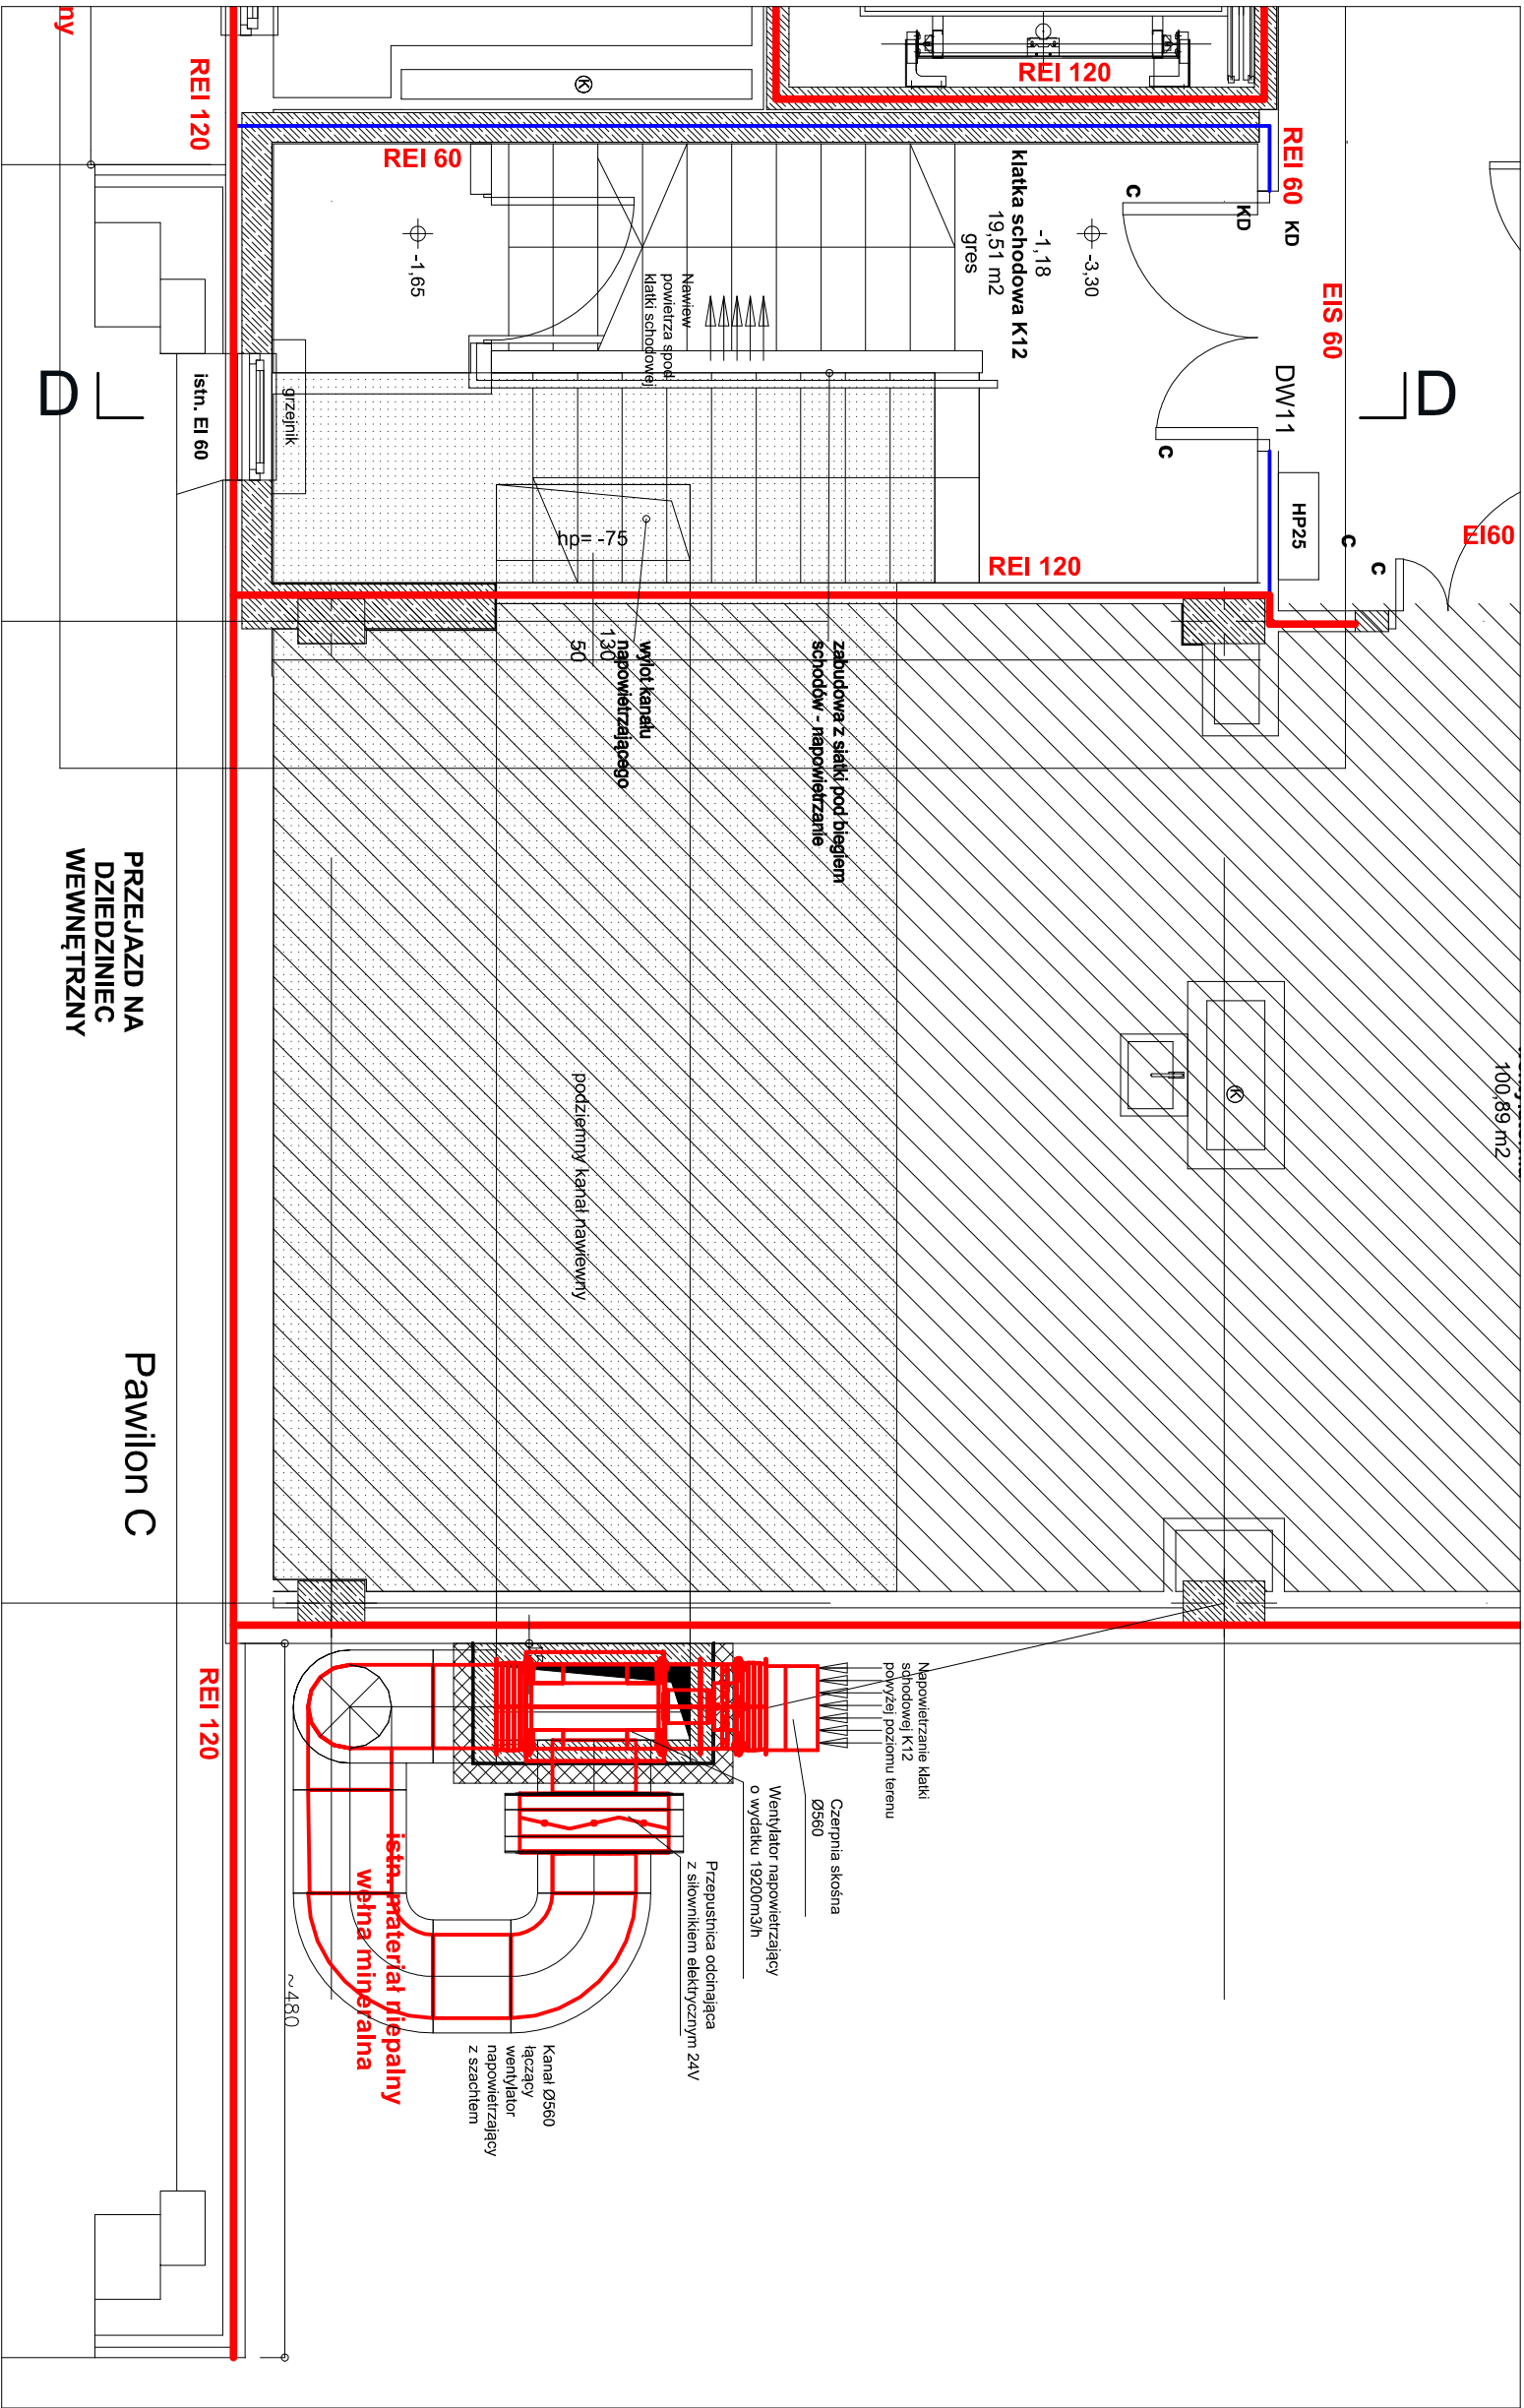 ny
REI 120
REI 120
REI 60
REI 60
KD
KD
C
EIS 60
klatka schodowa K12
-1,18
19,51 m2
gres
-3,30
-1,65
Nawiew
powietrza spod
klatki schodowej
D
D
DW11
C
istn. EI 60
grzejnik
HP25
C
C
EI60
hp= -75
REI 120
130
50
wylot kanału
napowietrzającego
zabudowa z siatki pod biegiem
schodów - napowietrzanie
PRZEJAZD NA
DZIEDZINIEC
WEWNĘTRZNY
K
K
100,89 m2
podziemny kanał nawiewny
Pawilon C
REI 120
Napowietrzanie klatki
schodowej K12
powyżej poziomu terenu
Czerpnia skośna
Ø560
Wentylator napowietrzający
o wydatku 19200m3/h
Przepustnica odcinająca
z siłownikiem elektrycznym 24V
istn. materiał niepalny
wełna mineralna
~480
Kanał Ø560
łączący
wentylator
napowietrzający
z szachtem